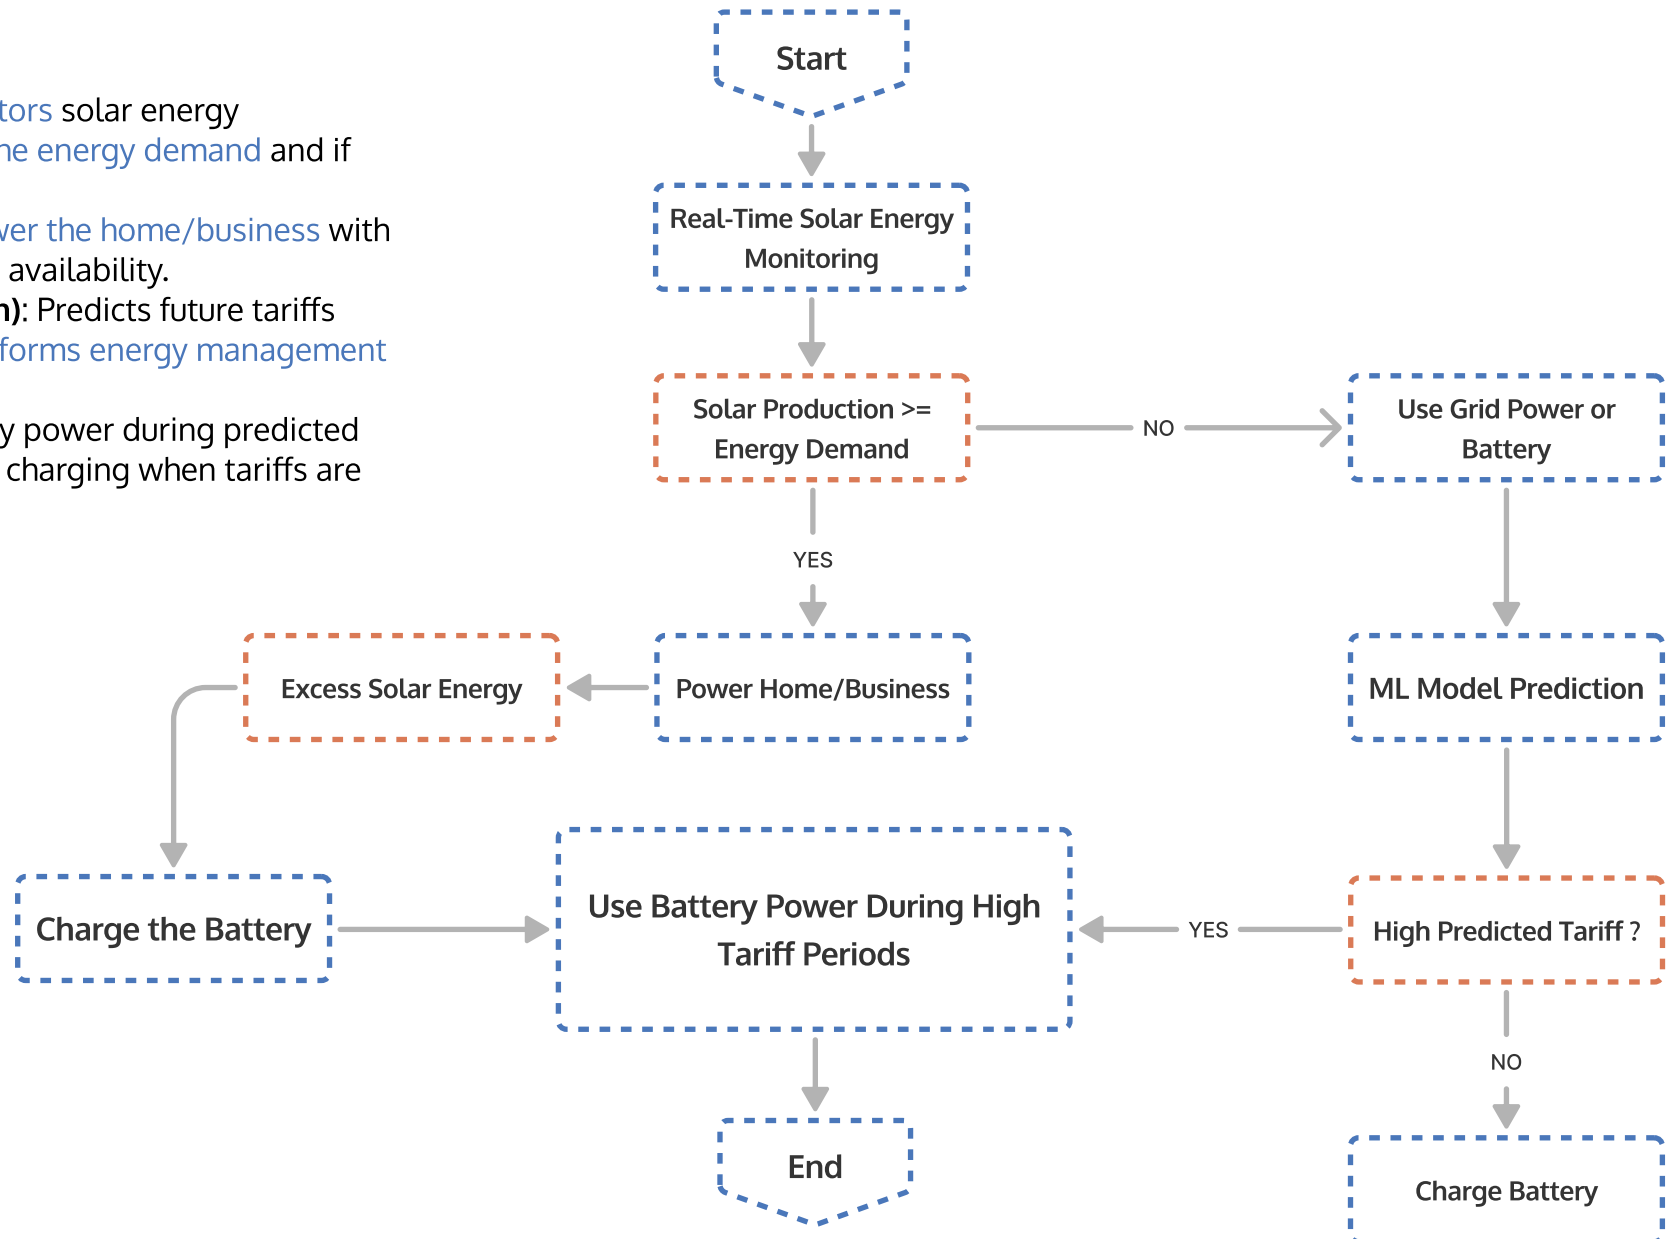 tors solar energy
ne energy demand and if
wer the home/business with
availability.
n): Predicts future tariffs
forms energy management
y power during predicted
charging when tariffs are
Start
Real-Time Solar Energy
Monitoring
Solar Production >=
Energy Demand
NO
Use Grid Power or
Battery
YES
Excess Solar Energy
Power Home/Business
ML Model Prediction
Charge the Battery
Use Battery Power During High
Tariff Periods
YES
High Predicted Tariff ?
NO
End
Charge Battery